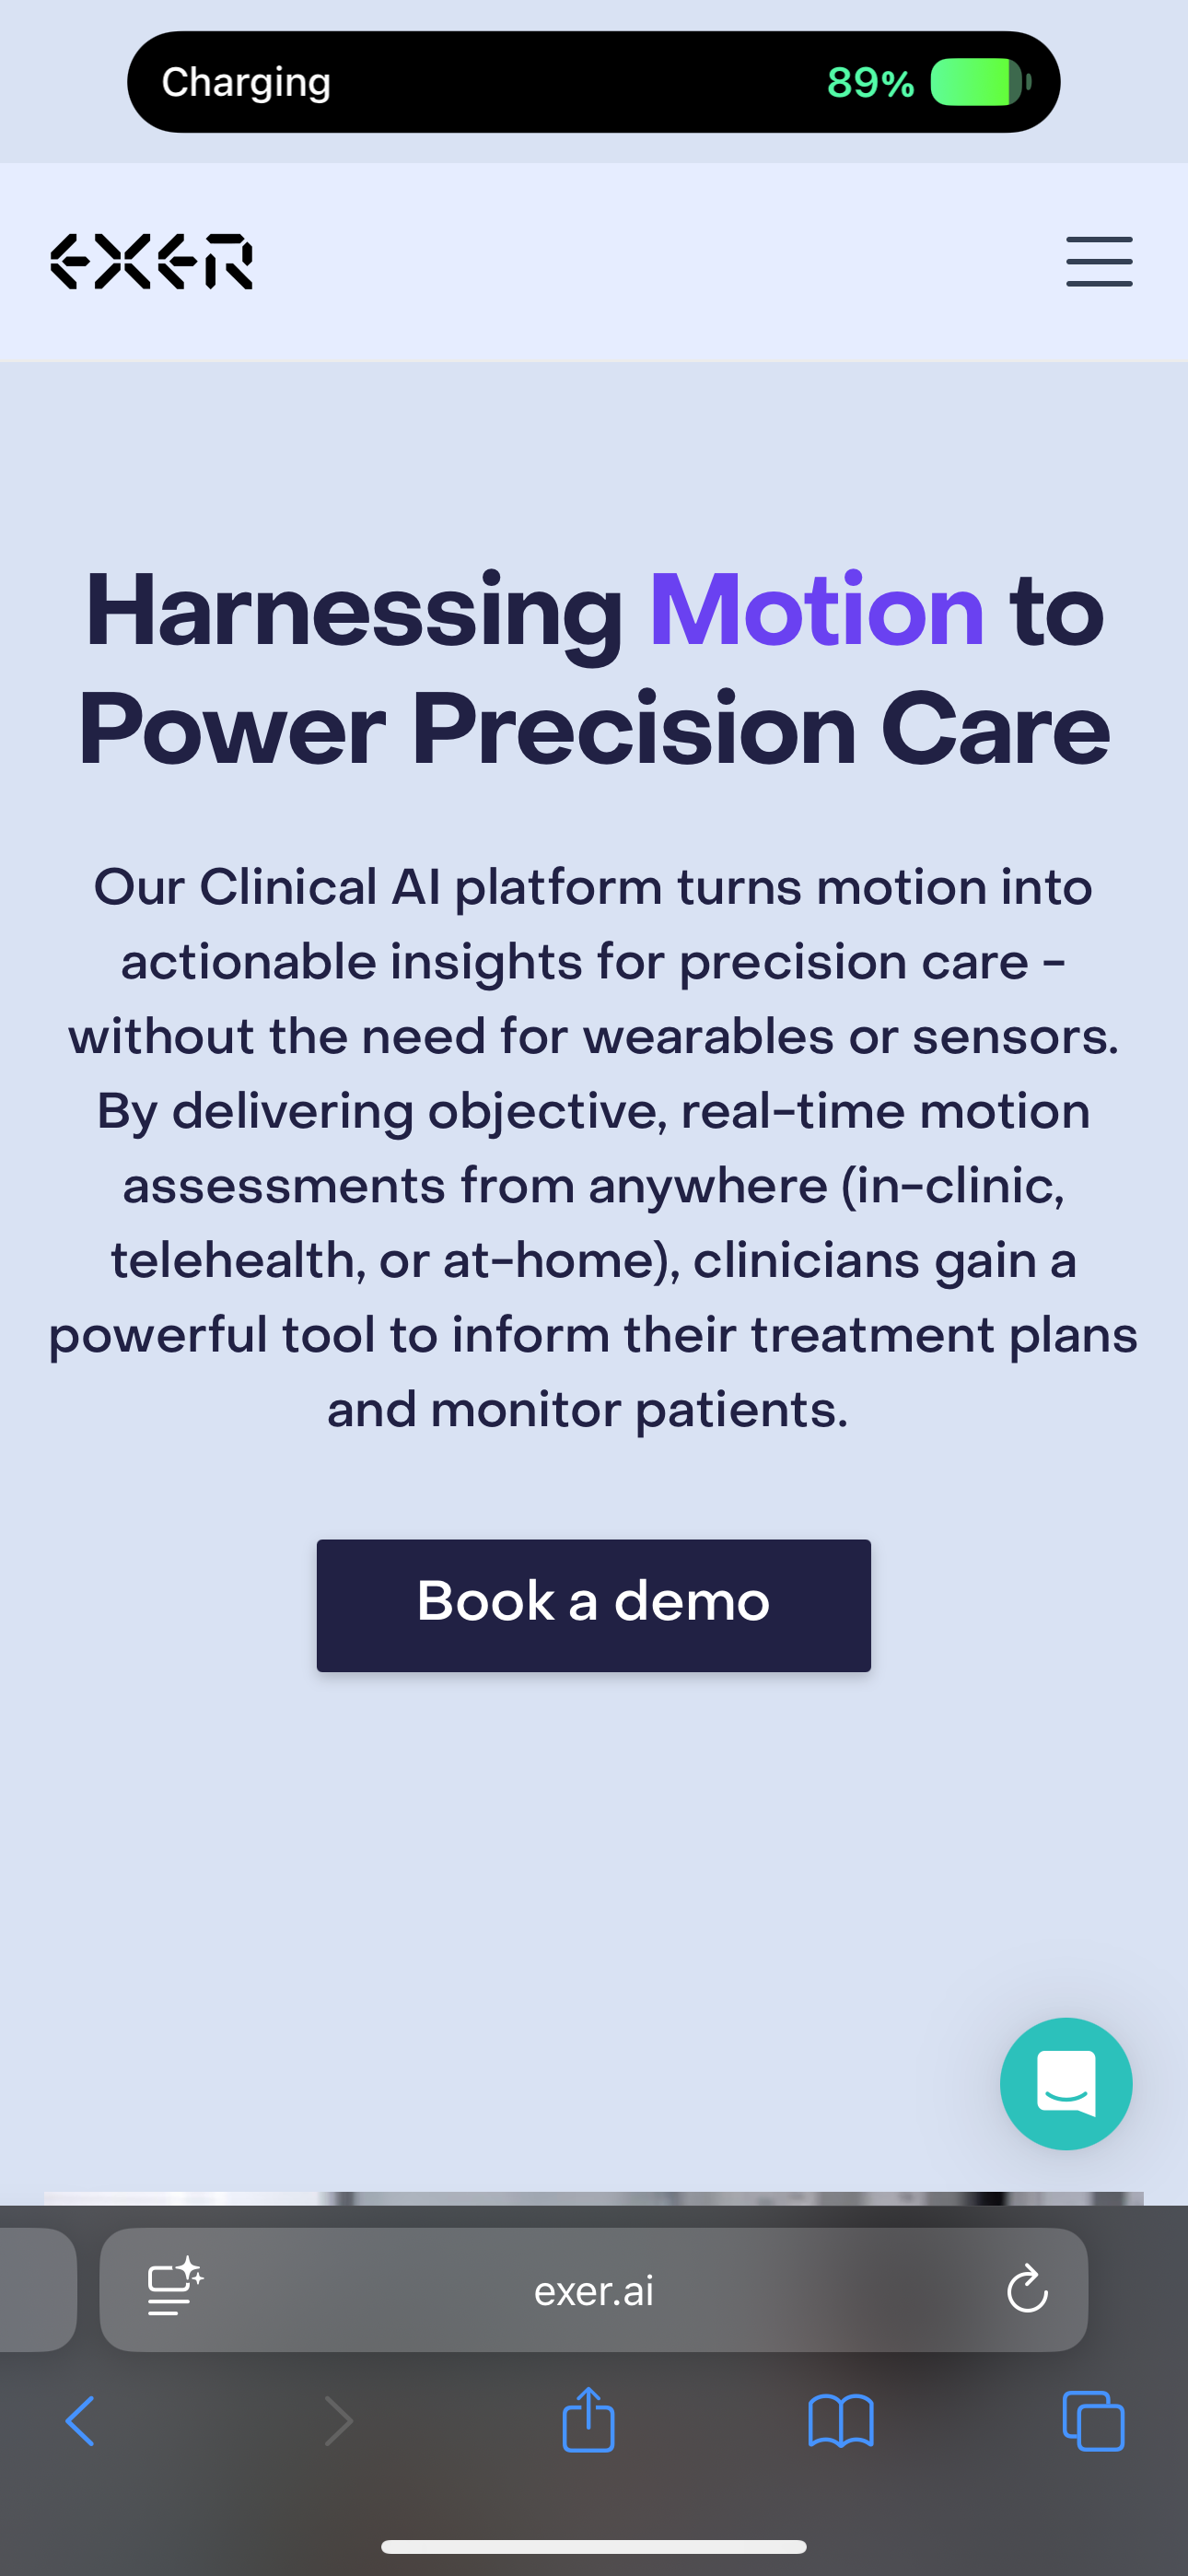 Charging 89%
EXER
Harnessing Motion to
Power Precision Care
Our Clinical AI platform turns motion into
actionable insights for precision care -
without the need for wearables or sensors.
By delivering objective, real-time motion
assessments from anywhere (in-clinic,
telehealth, or at-home), clinicians gain a
powerful tool to inform their treatment plans
and monitor patients.
Book a demo
exer.ai